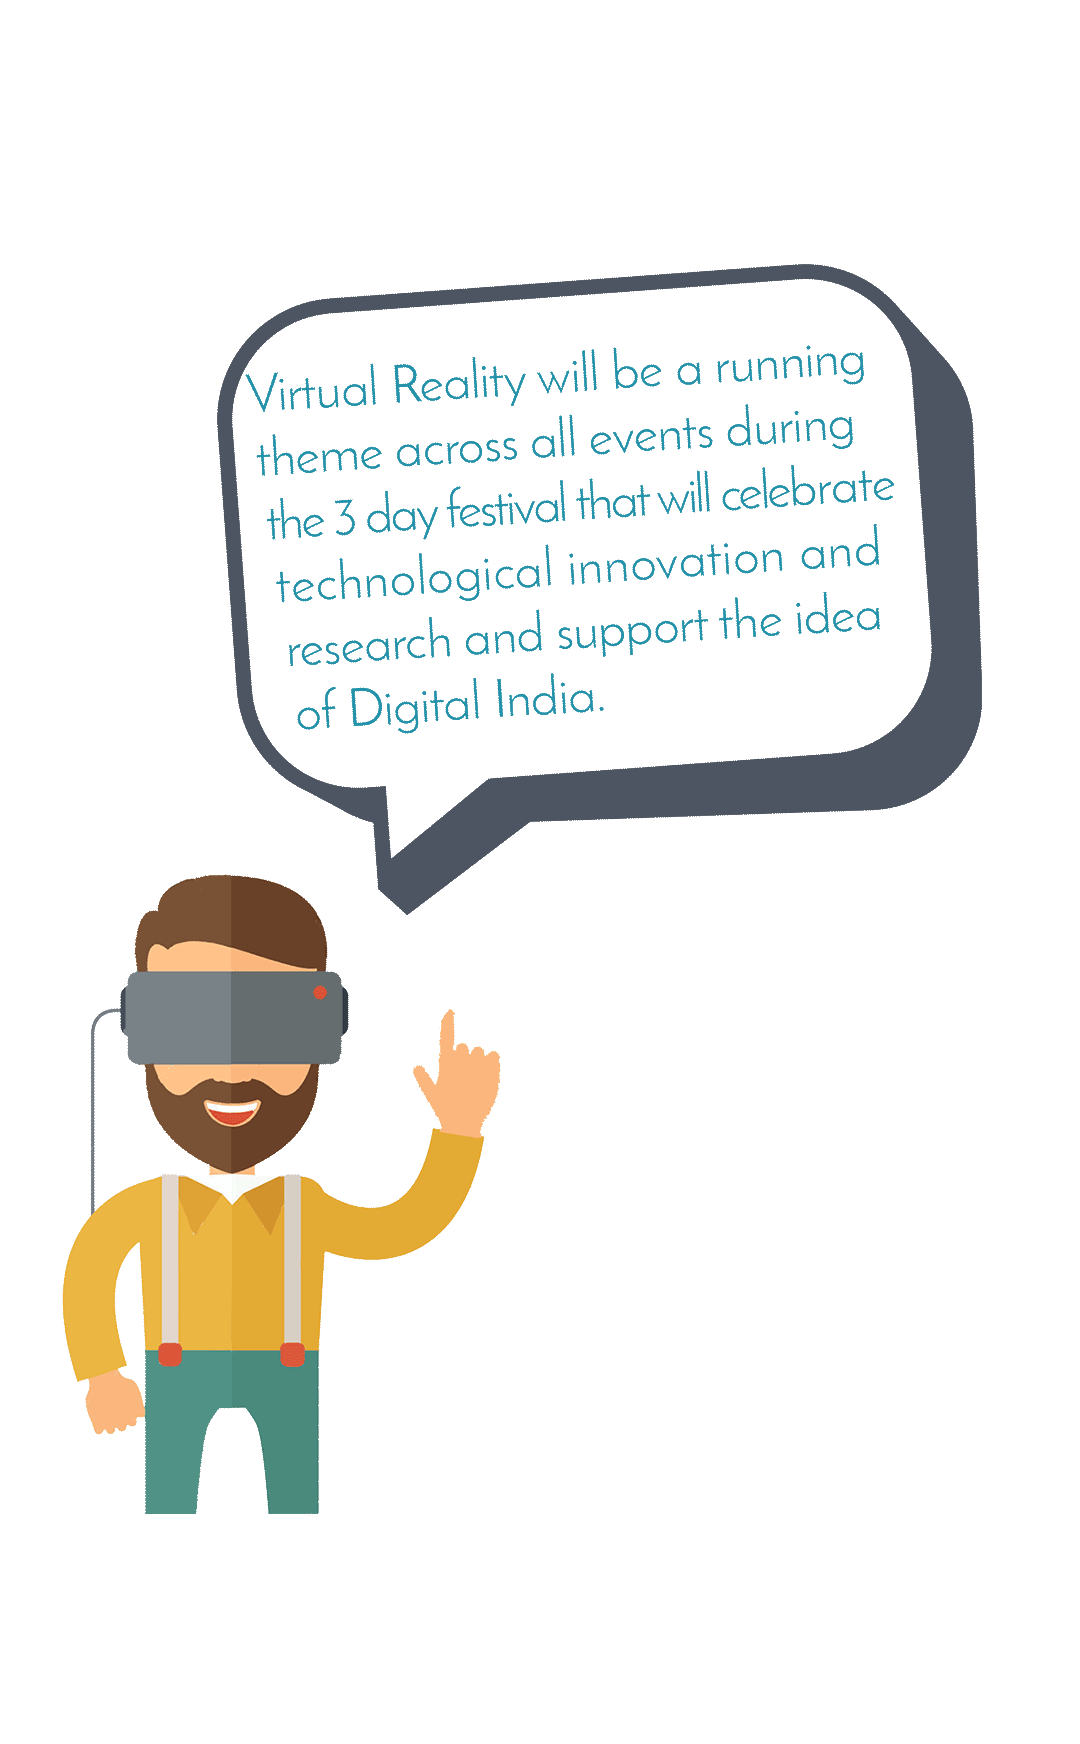 Virtual Reality will be a running
theme across all events during
the 3 day festival that will celebrate
technological innovation and
research and support the idea
of Digital India.